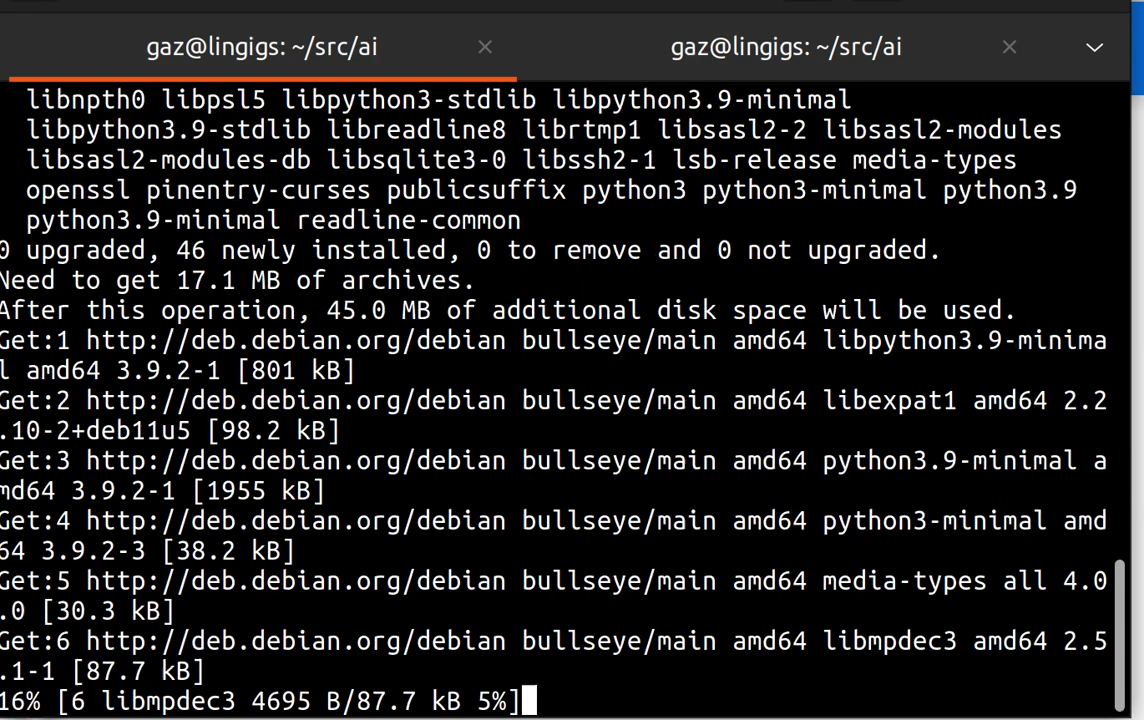 gaz@lingigs: ~/src/ai × gaz@lingigs: ~/src/ai ×
libnpth0 libpsl5 libpython3-stdlib libpython3.9-minimal
libpython3.9-stdlib libreadline8 librtmp1 libsasl2-2 libsasl2-modules
libsasl2-modules-db libsqlite3-0 libssh2-1 lsb-release media-types
openssl pinentry-curses publicsuffix python3 python3-minimal python3.9
python3.9-minimal readline-common
0 upgraded, 46 newly installed, 0 to remove and 0 not upgraded.
Need to get 17.1 MB of archives.
After this operation, 45.0 MB of additional disk space will be used.
Get:1 http://deb.debian.org/debian bullseye/main amd64 libpython3.9-minima
l amd64 3.9.2-1 [801 kB]
Get:2 http://deb.debian.org/debian bullseye/main amd64 libexpat1 amd64 2.2
.10-2+deb11u5 [98.2 kB]
Get:3 http://deb.debian.org/debian bullseye/main amd64 python3.9-minimal a
md64 3.9.2-1 [1955 kB]
Get:4 http://deb.debian.org/debian bullseye/main amd64 python3-minimal amd
64 3.9.2-3 [38.2 kB]
Get:5 http://deb.debian.org/debian bullseye/main amd64 media-types all 4.0
.0 [30.3 kB]
Get:6 http://deb.debian.org/debian bullseye/main amd64 libmpdec3 amd64 2.5
.1-1 [87.7 kB]
16% [6 libmpdec3 4695 B/87.7 kB 5%]